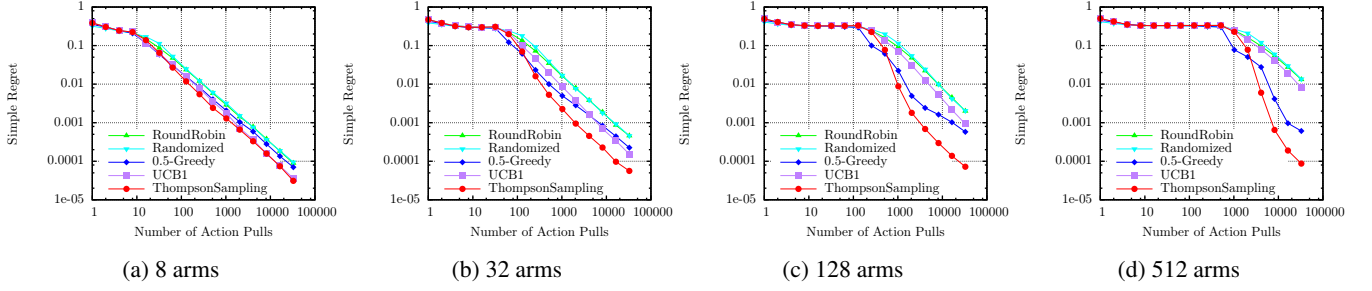 Simple Regret
1
0.1
0.01
0.001
0.0001
1e-05
RoundRobin
Randomized
0.5-Greedy
UCB1
ThompsonSampling
1 10 100 1000 10000 100000
Number of Action Pulls
(a) 8 arms
Simple Regret
1
0.1
0.01
0.001
0.0001
1e-05
RoundRobin
Randomized
0.5-Greedy
UCB1
ThompsonSampling
1 10 100 1000 10000 100000
Number of Action Pulls
(b) 32 arms
Simple Regret
1
0.1
0.01
0.001
0.0001
1e-05
RoundRobin
Randomized
0.5-Greedy
UCB1
ThompsonSampling
1 10 100 1000 10000 100000
Number of Action Pulls
(c) 128 arms
Simple Regret
1
0.1
0.01
0.001
0.0001
1e-05
RoundRobin
Randomized
0.5-Greedy
UCB1
ThompsonSampling
1 10 100 1000 10000 100000
Number of Action Pulls
(d) 512 arms